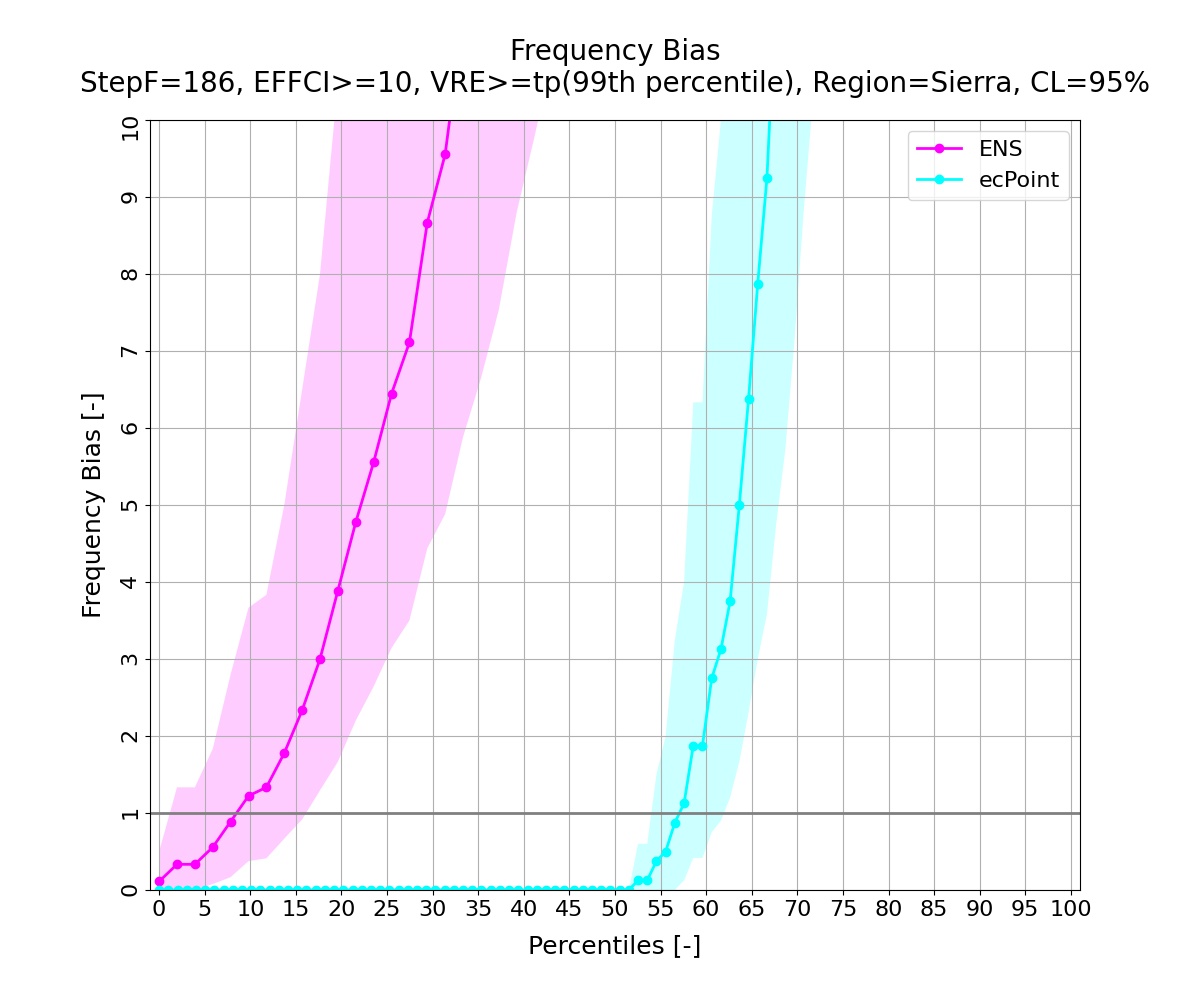 Frequency Bias
StepF=186, EFFCI>=10, VRE>=tp(99th percentile), Region=Sierra, CL=95%
ENS
ecPoint
Frequency Bias [-]
10
9
8
7
6
5
4
3
2
1
0
0 5 10 15 20 25 30 35 40 45 50 55 60 65 70 75 80 85 90 95 100
Percentiles [-]